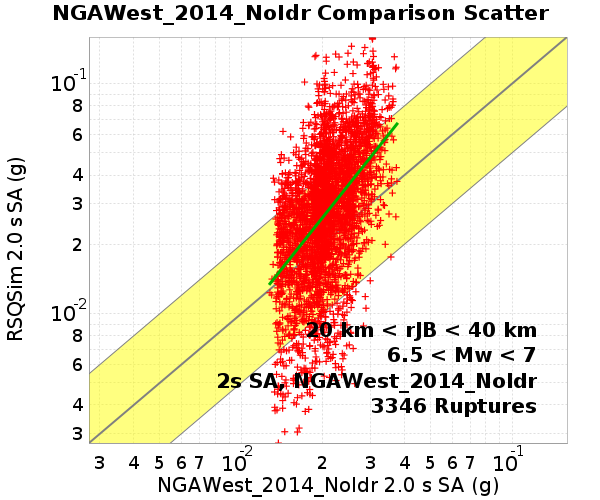 NGAWest_2014_NoIdr Comparison Scatter
RSQSim 2.0 s SA (g)
10-1
8
6
4
3
2
10-2
8
6
4
3
20 km < rJB < 40 km
6.5 < Mw < 7
2s SA, NGAWest_2014_NoIdr
3346 Ruptures
3 4 5 6 7 10-2 2 3 4 5 6 7 10-1
NGAWest_2014_NoIdr 2.0 s SA (g)